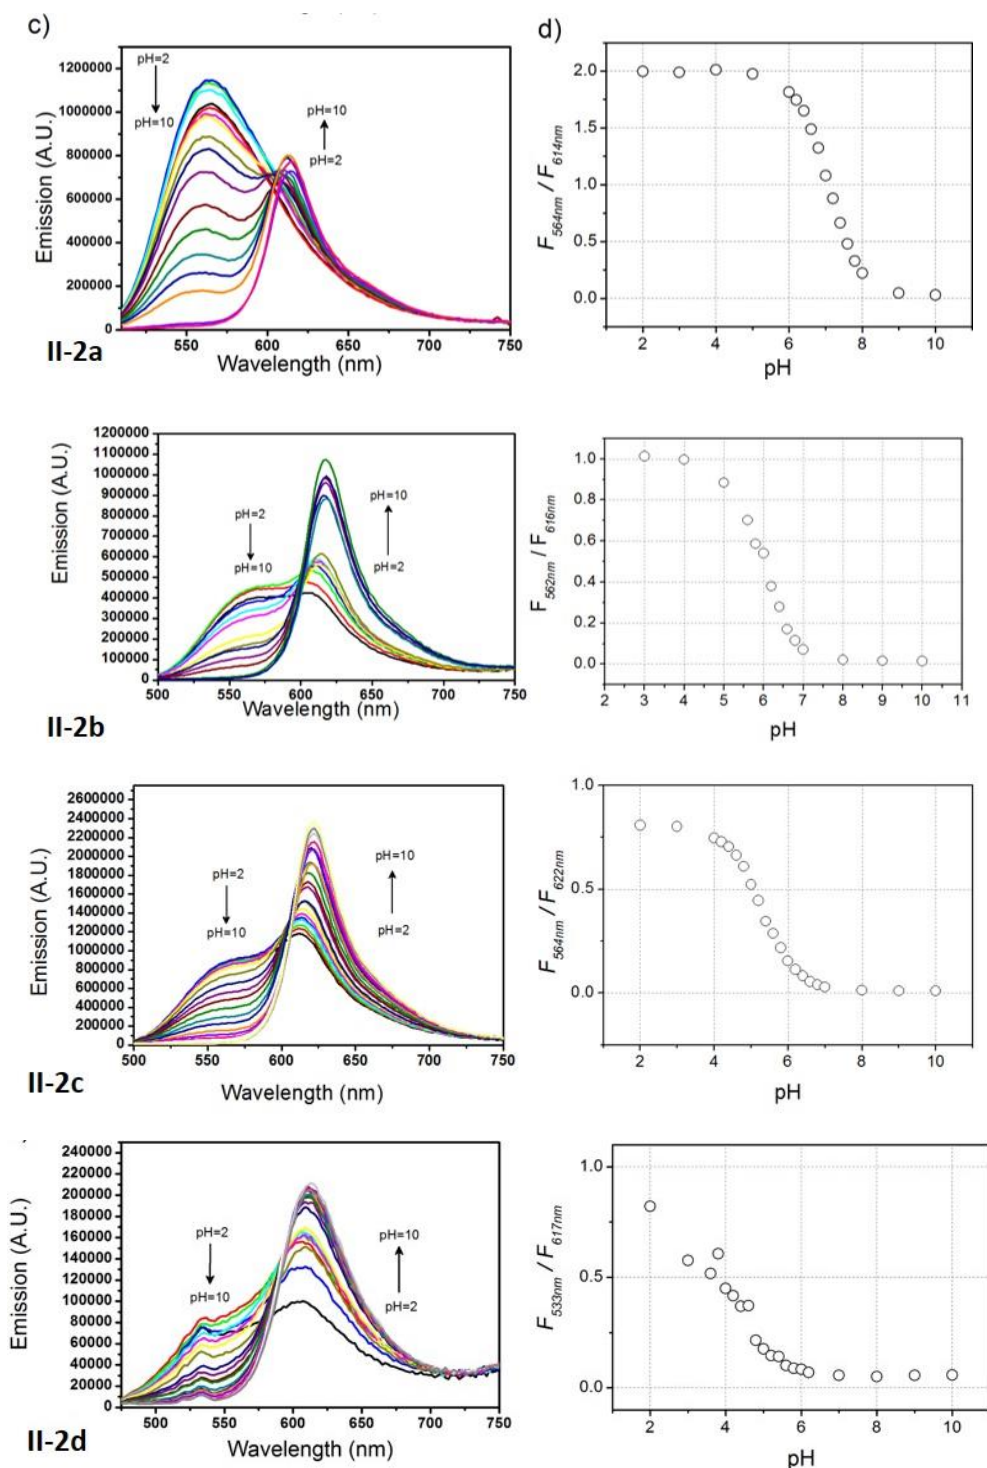 c)
d)
1200000
1000000
800000
600000
400000
200000
0
550
600
650
700
750
Emission (A.U.)
Wavelength (nm)
pH=2
pH=10
pH=10
pH=2
II-2a
2.0
1.5
1.0
0.5
0.0
2
4
6
8
10
F564nm / F614nm
pH
1200000
1100000
1000000
900000
800000
700000
600000
500000
400000
300000
200000
100000
0
500
550
600
650
700
750
Emission (A.U.)
Wavelength (nm)
pH=2
pH=10
pH=10
pH=2
II-2b
1.0
0.8
0.6
0.4
0.2
0.0
2
3
4
5
6
7
8
9
10
11
F562nm / F616nm
pH
2600000
2400000
2200000
2000000
1800000
1600000
1400000
1200000
1000000
800000
600000
400000
200000
0
500
550
600
650
700
750
Emission (A.U.)
Wavelength (nm)
pH=2
pH=10
pH=10
pH=2
II-2c
1.0
0.5
0.0
2
4
6
8
10
F564nm / F622nm
pH
240000
220000
200000
180000
160000
140000
120000
100000
80000
60000
40000
20000
0
500
550
600
650
700
750
Emission (A.U.)
Wavelength (nm)
pH=2
pH=10
pH=10
pH=2
II-2d
1.0
0.5
0.0
2
4
6
8
10
F533nm / F617nm
pH